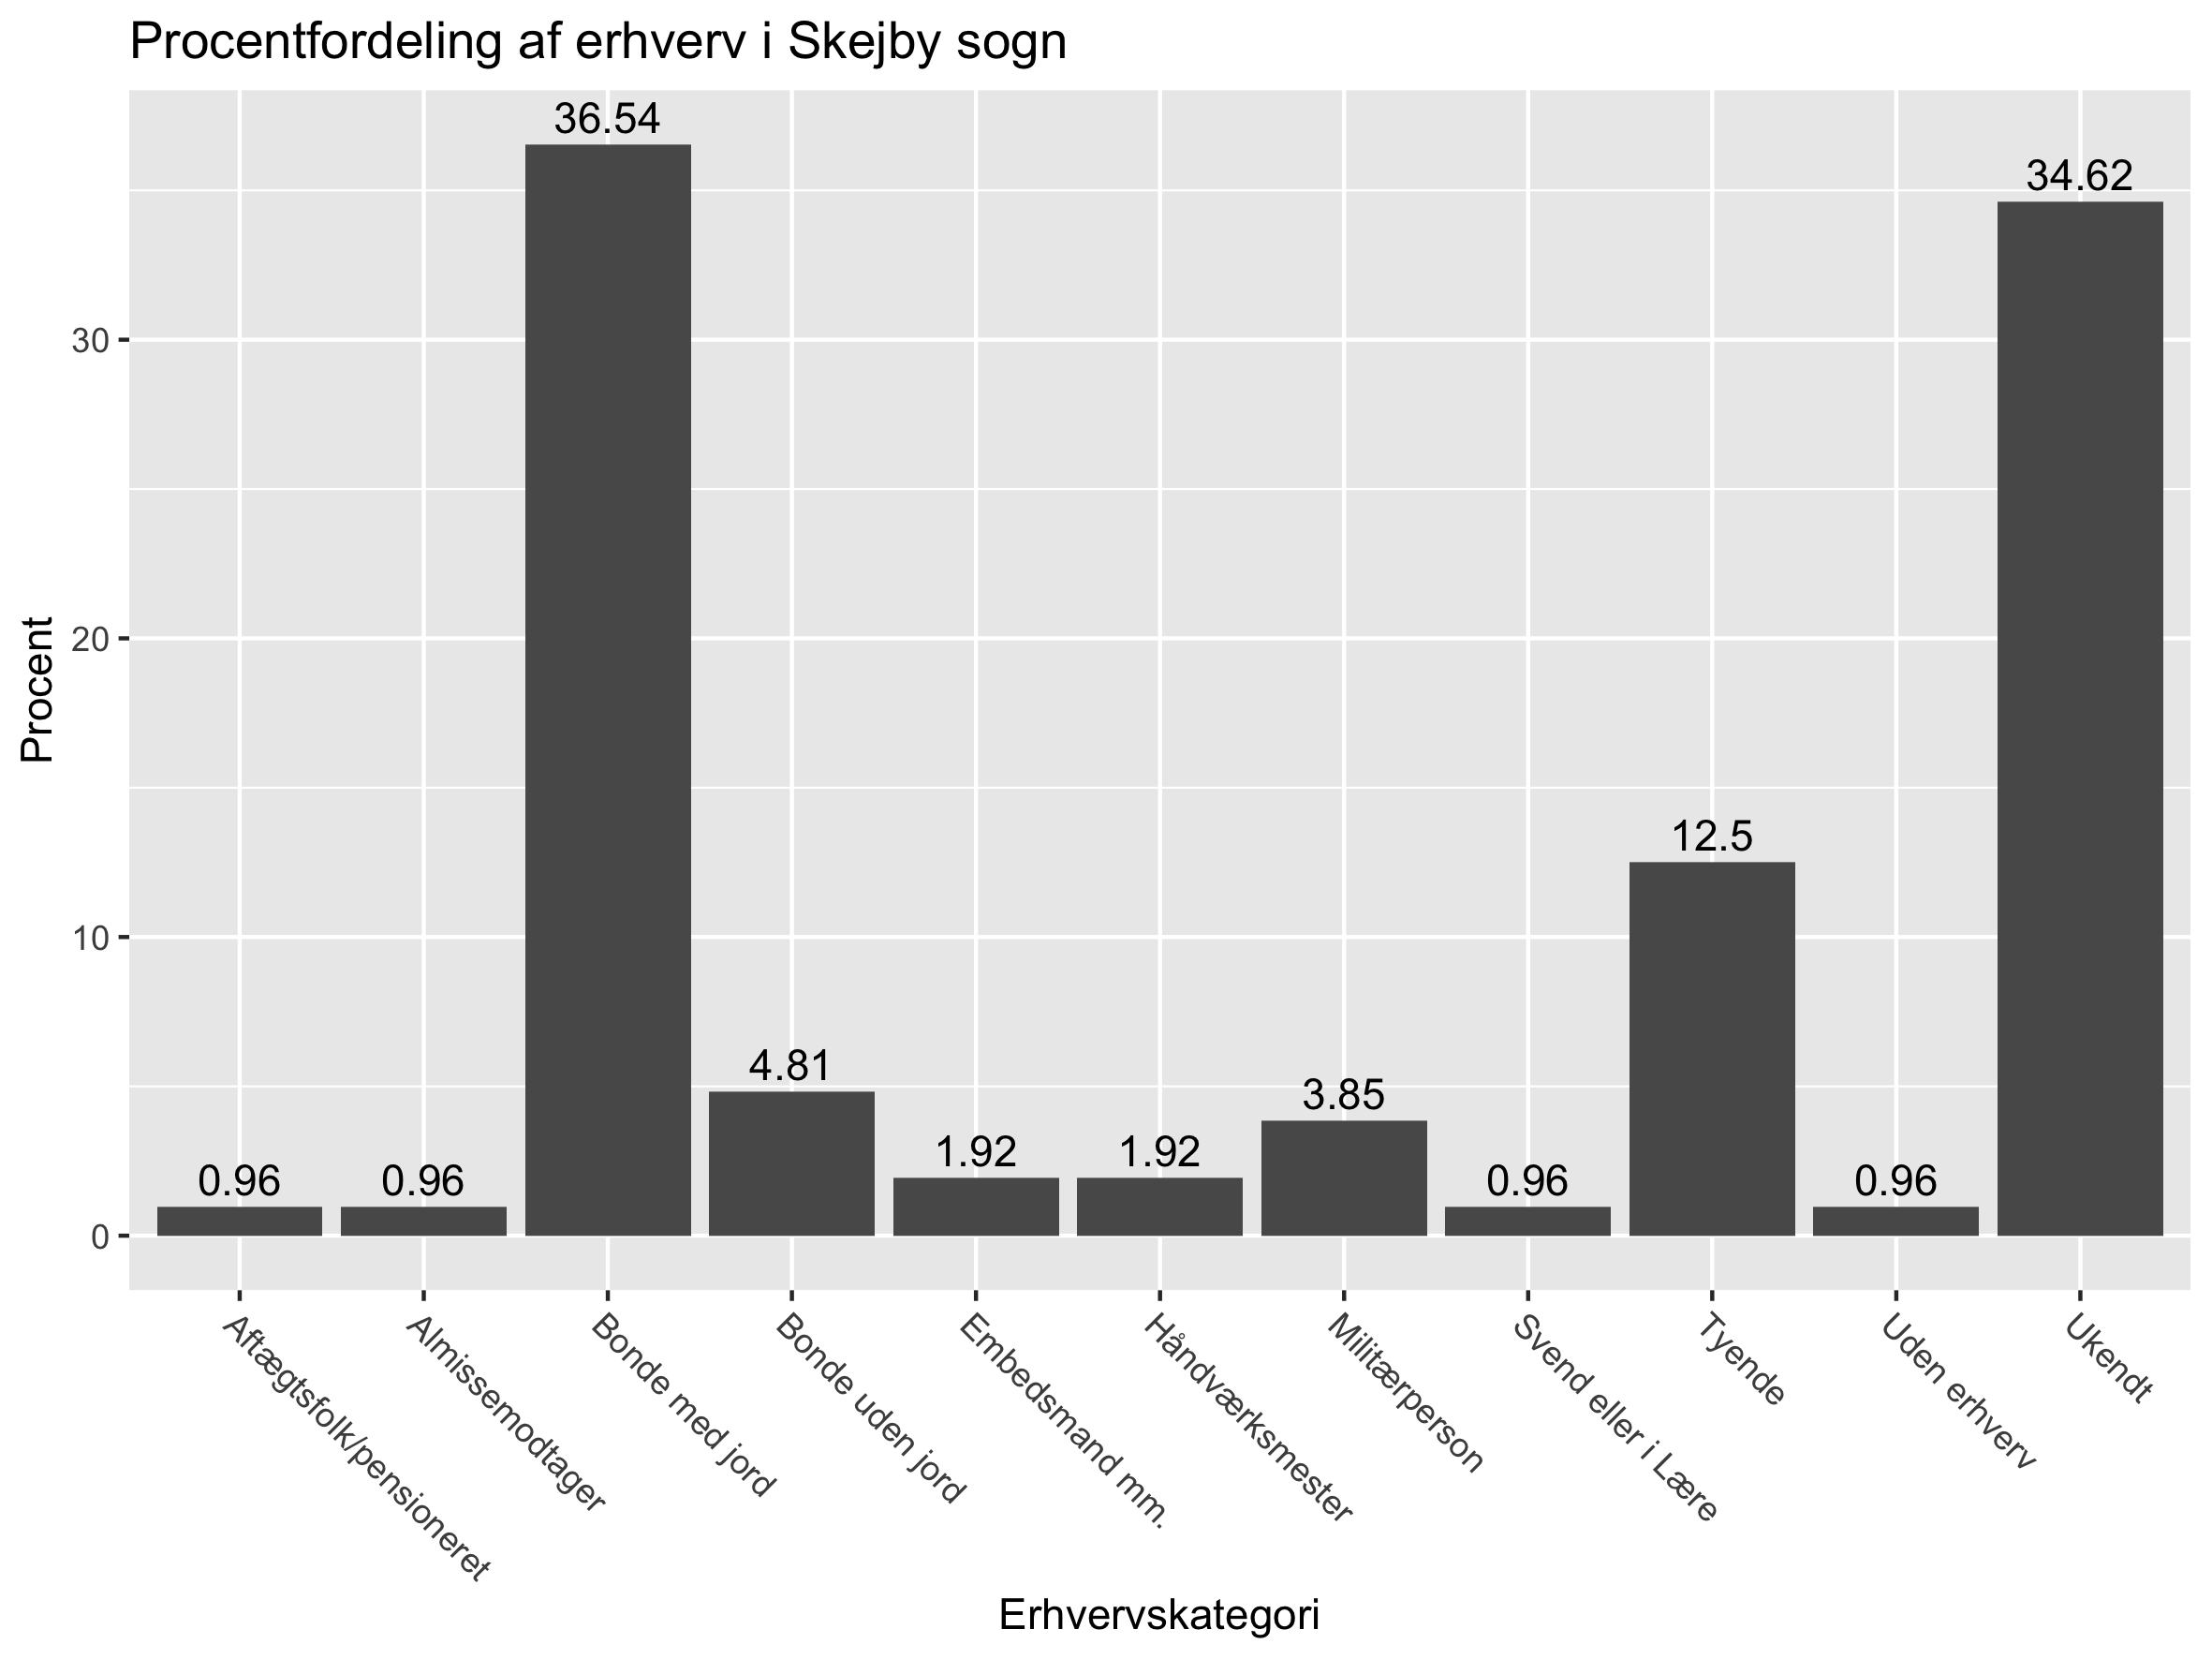 Procentfordeling af erhverv i Skejby sogn
Procent
30
20
10
0
0.96
0.96
36.54
4.81
1.92
1.92
3.85
0.96
12.5
0.96
34.62
Aftægtsfolk/pensioneret
Almissemodtager
Bonde med jord
Bonde uden jord
Embedsmand mm.
Håndværksmester
Militærperson
Svend eller i Lære
Tyende
Uden erhverv
Ukendt
Erhvervskategori